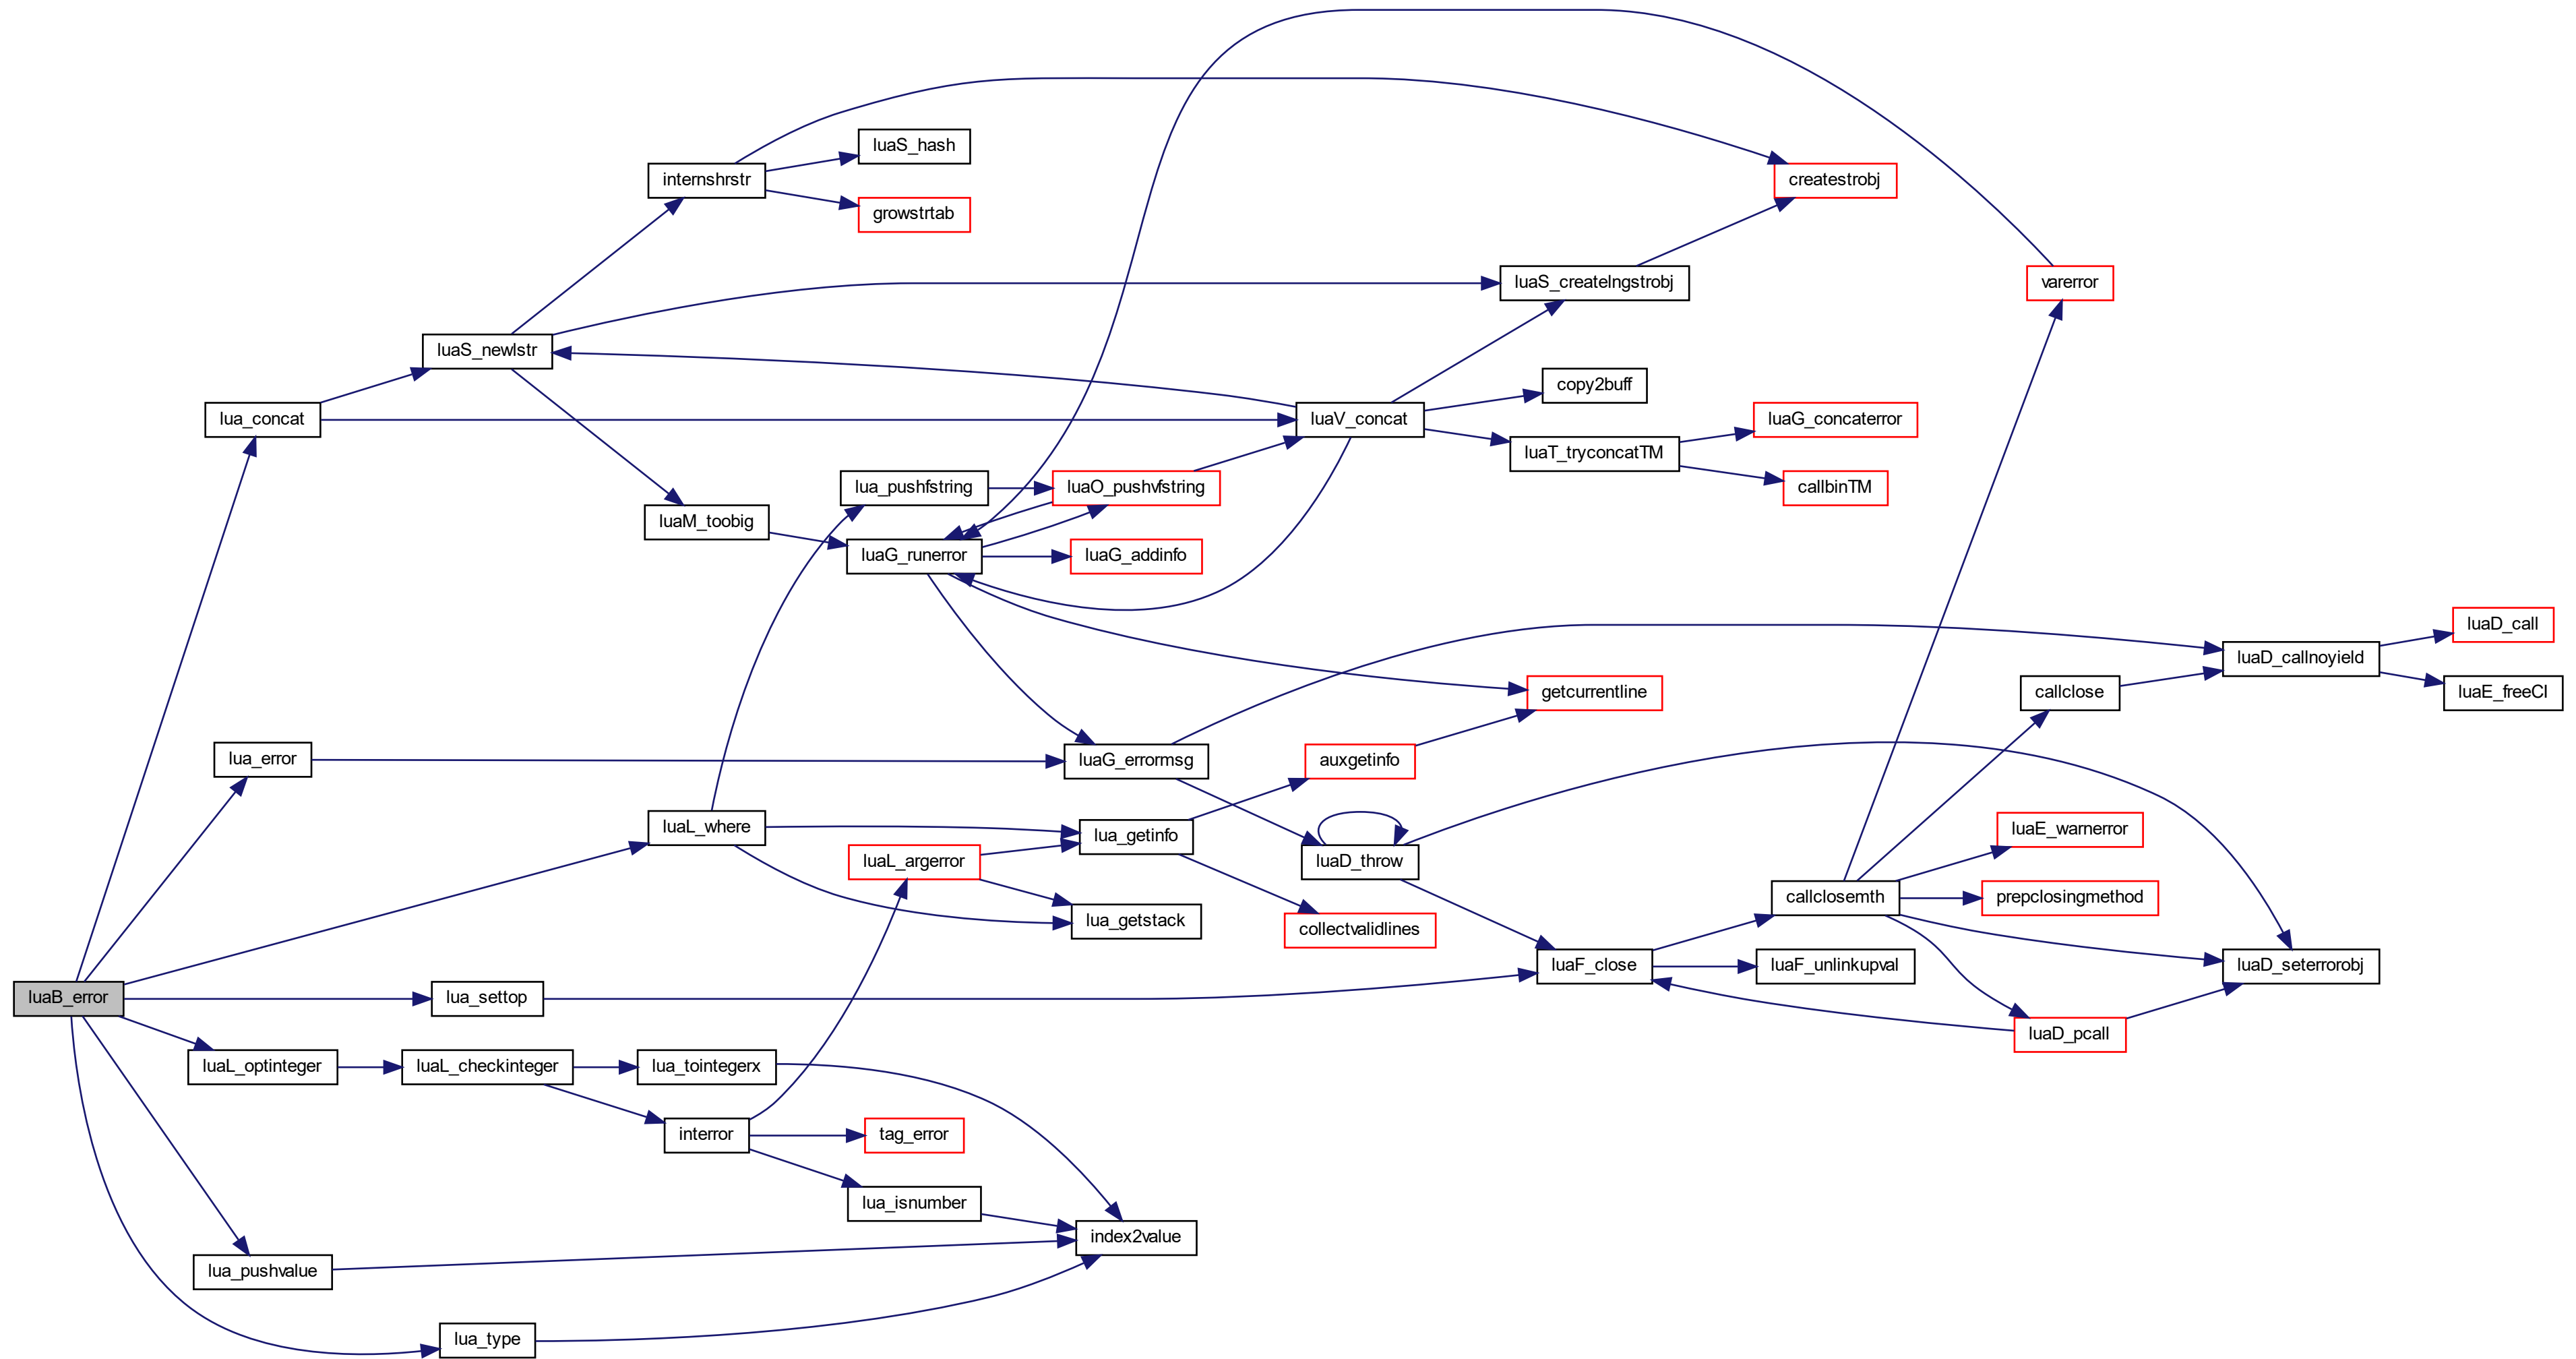 luaS_hash
internshrstr
createstrobj
growstrtab
luaS_createlngstrobj
varerror
luaS_newlstr
copy2buff
lua_concat
luaV_concat
luaG_concaterror
luaT_tryconcatTM
lua_pushfstring
luaO_pushvfstring
callbinTM
luaM_toobig
luaG_runerror
luaG_addinfo
luaD_call
luaD_callnoyield
getcurrentline
callclose
luaE_freeCI
lua_error
luaG_errormsg
auxgetinfo
luaL_where
lua_getinfo
luaE_warnerror
luaL_argerror
luaD_throw
callclosemth
prepclosingmethod
lua_getstack
collectvalidlines
luaF_close
luaF_unlinkupval
luaD_seterrorobj
luaB_error
lua_settop
luaD_pcall
luaL_optinteger
luaL_checkinteger
lua_tointegerx
interror
tag_error
lua_isnumber
index2value
lua_pushvalue
lua_type